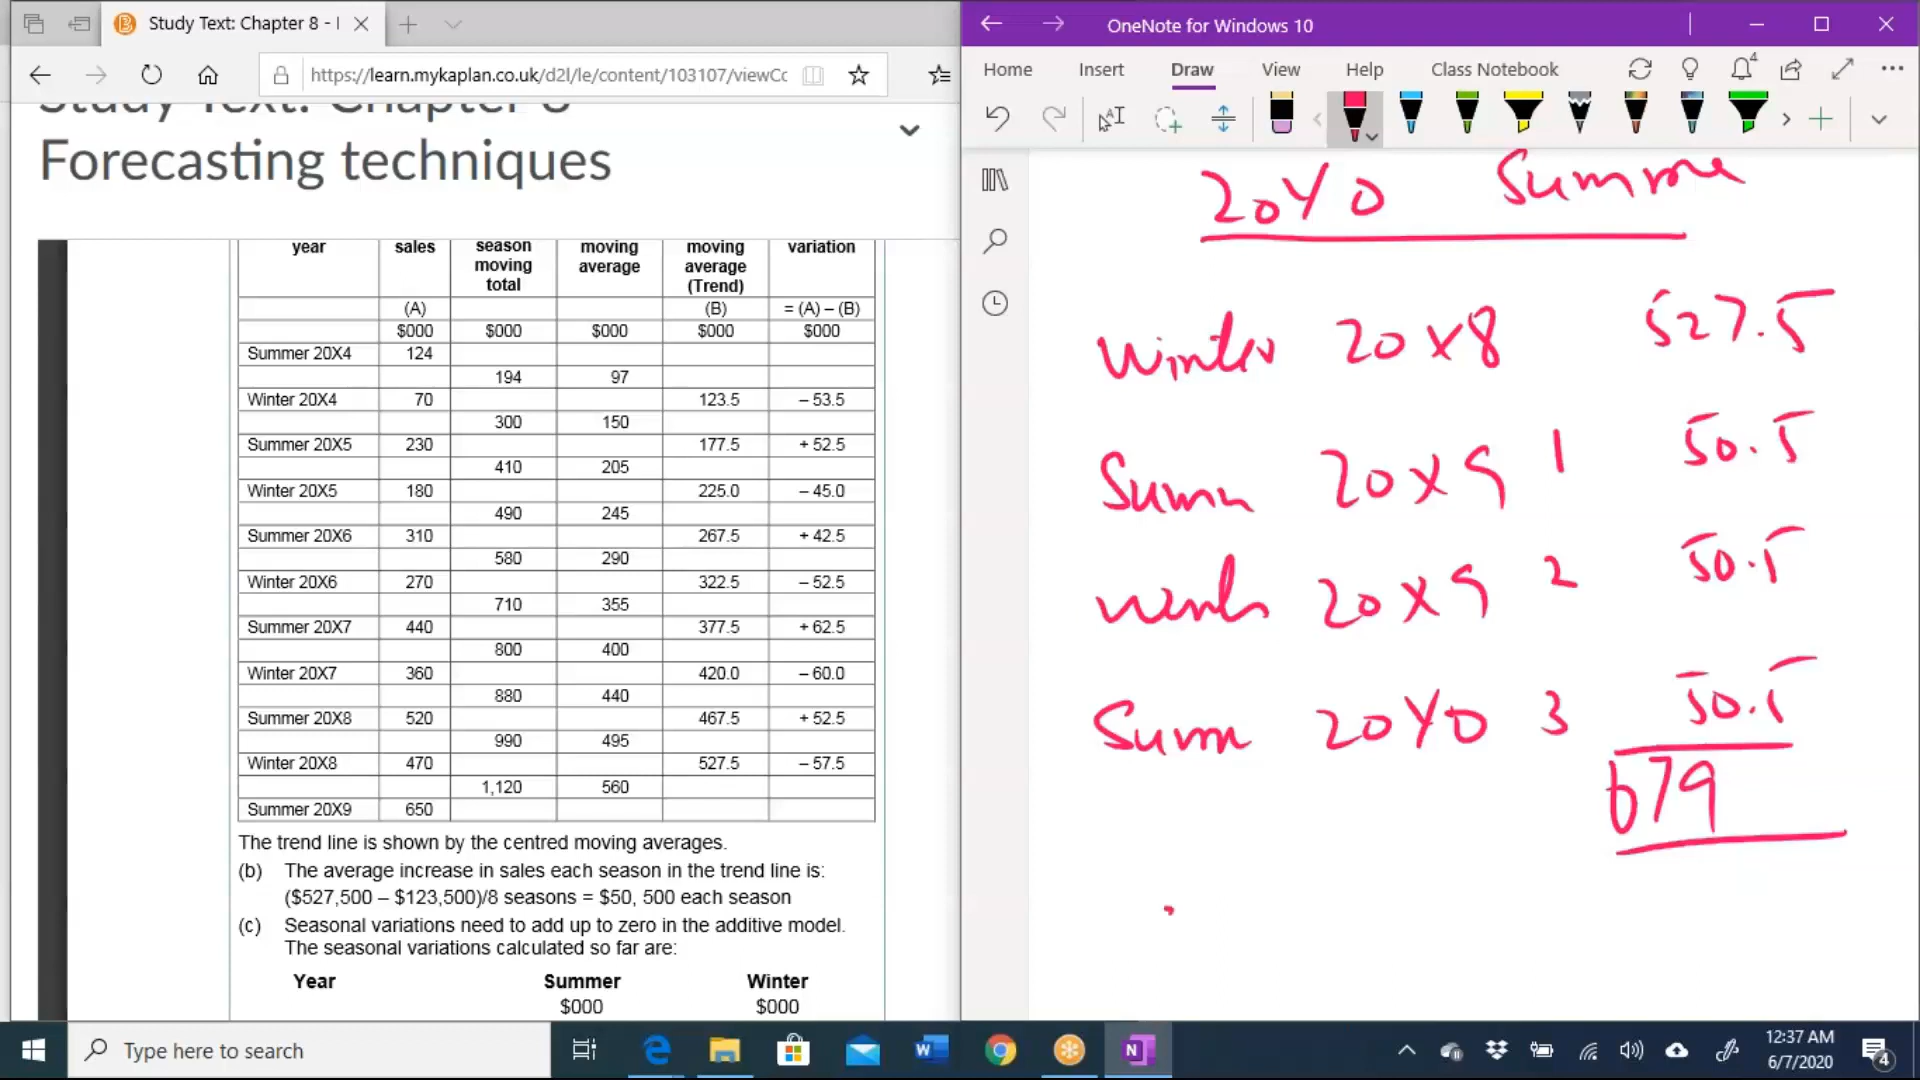 Study Text: Chapter 8 - I
https://learn.mykaplan.co.uk/d2l/le/content/103107/viewCc
Study Text: Chapter 8
Forecasting techniques
year sales season moving total moving average moving average (Trend) variation
(A) (B) = (A) – (B)
$000 $000 $000 $000 $000
Summer 20X4 124
194 97
Winter 20X4 70 123.5 – 53.5
300 150
Summer 20X5 230 177.5 + 52.5
410 205
Winter 20X5 180 225.0 – 45.0
490 245
Summer 20X6 310 267.5 + 42.5
580 290
Winter 20X6 270 322.5 – 52.5
710 355
Summer 20X7 440 377.5 + 62.5
800 400
Winter 20X7 360 420.0 – 60.0
880 440
Summer 20X8 520 467.5 + 52.5
990 495
Winter 20X8 470 527.5 – 57.5
1,120 560
Summer 20X9 650
The trend line is shown by the centred moving averages.
(b) The average increase in sales each season in the trend line is:
($527,500 – $123,500)/8 seasons = $50, 500 each season
(c) Seasonal variations need to add up to zero in the additive model.
The seasonal variations calculated so far are:
Year Summer Winter
$000 $000
OneNote for Windows 10
Home Insert Draw View Help Class Notebook
4
20Y0 Summe
Winter 20X8 527.5
Summ 20X9 1 50.5
20X9 2 50.5
Summ 20Y0 3 50.5
679
Type here to search
12:37 AM
6/7/2020
4